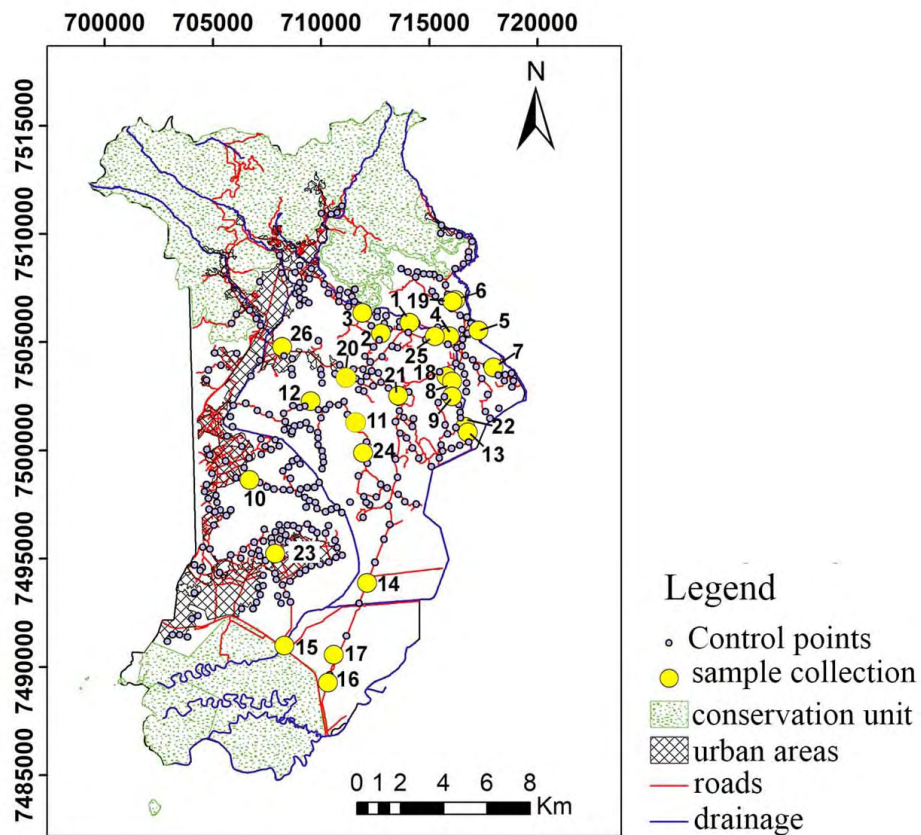 700000 705000 710000 715000 720000
N
7515000
7510000
7505000
7500000
7495000
7490000
7485000
1 19 6
3 2 4 5
26 25
20 21 18 7
12 8
11 9 22
24 13
10
23
14
15 17
16
0 1 2 4 6 8
Km
Legend
Control points
sample collection
conservation unit
urban areas
roads
drainage